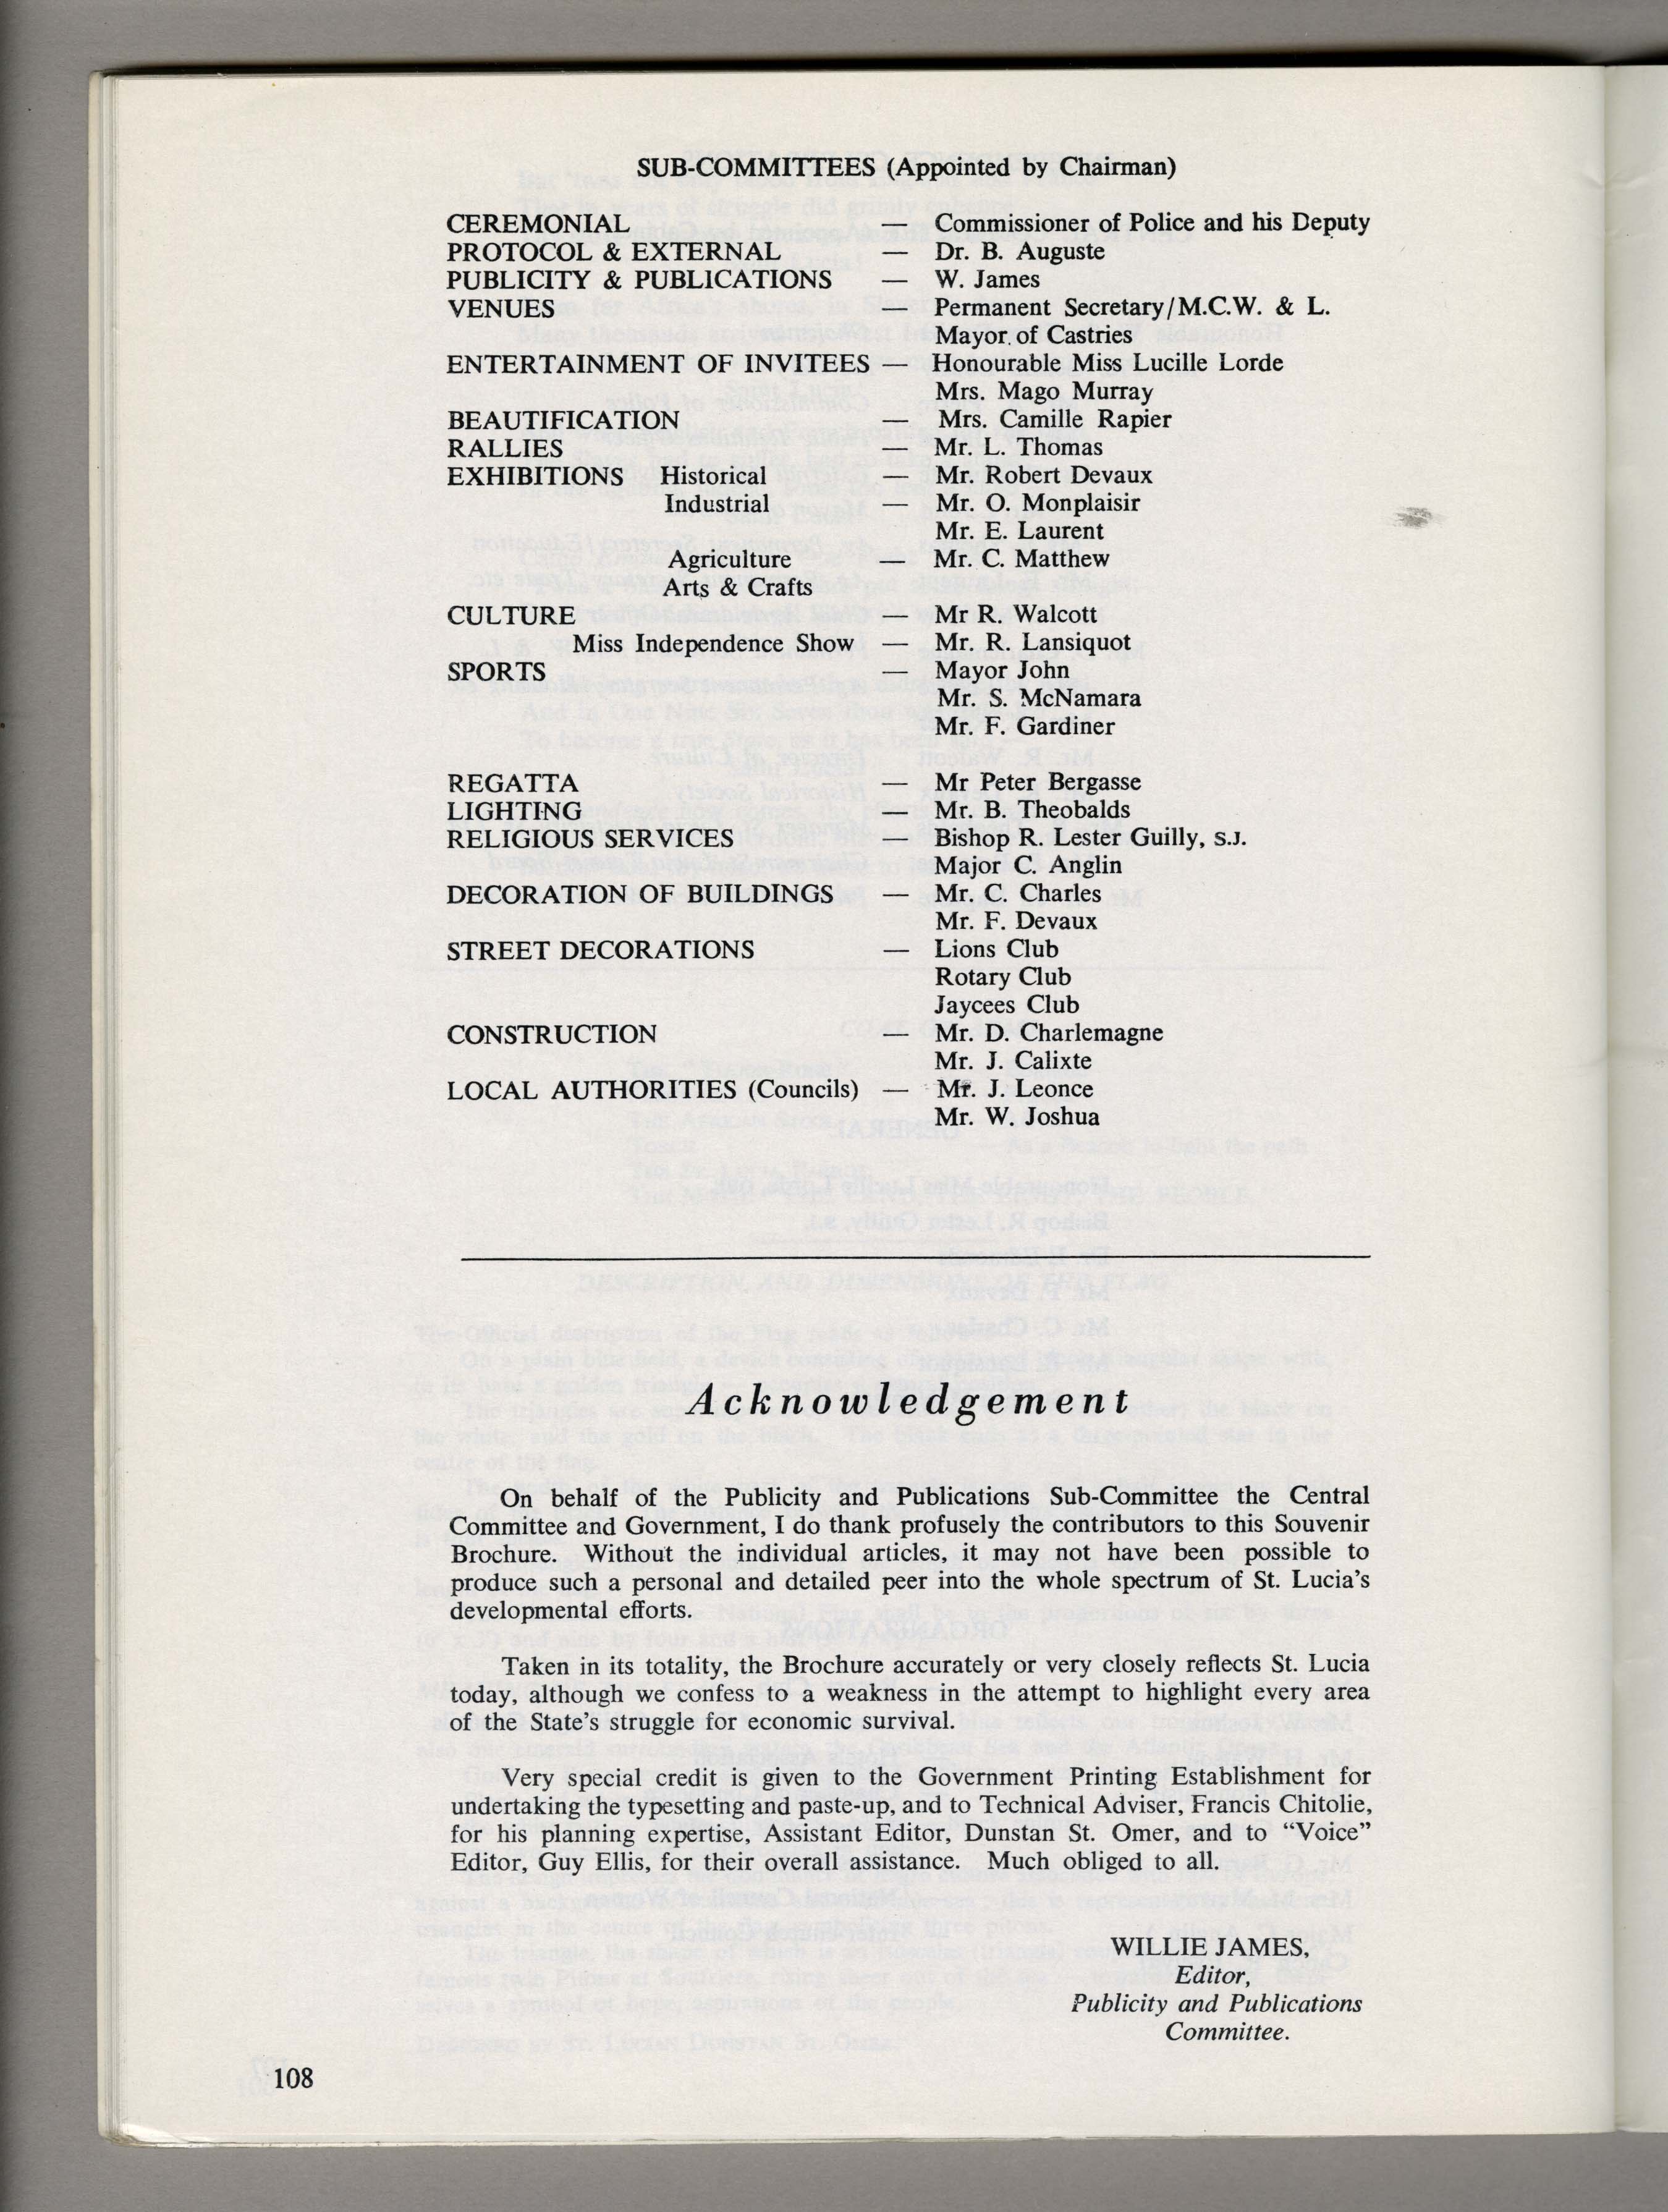 SUB-COMMITTEES (Appointed by Chairman)
CEREMONIAL — Commissioner of Police and his Deputy
PROTOCOL & EXTERNAL — Dr. B. Auguste
PUBLICITY & PUBLICATIONS — W. James
VENUES — Permanent Secretary/M.C.W. & L.
Mayor of Castries
ENTERTAINMENT OF INVITEES — Honourable Miss Lucille Lorde
Mrs. Mago Murray
BEAUTIFICATION — Mrs. Camille Rapier
RALLIES — Mr. L. Thomas
EXHIBITIONS Historical — Mr. Robert Devaux
Industrial — Mr. O. Monplaisir
Mr. E. Laurent
Agriculture — Mr. C. Matthew
Arts & Crafts
CULTURE — Mr R. Walcott
Miss Independence Show — Mr. R. Lansiquot
SPORTS — Mayor John
Mr. S. McNamara
Mr. F. Gardiner
REGATTA — Mr Peter Bergasse
LIGHTING — Mr. B. Theobalds
RELIGIOUS SERVICES — Bishop R. Lester Guilly, S.J.
Major C. Anglin
DECORATION OF BUILDINGS — Mr. C. Charles
Mr. F. Devaux
STREET DECORATIONS — Lions Club
Rotary Club
Jaycees Club
CONSTRUCTION — Mr. D. Charlemagne
Mr. J. Calixte
LOCAL AUTHORITIES (Councils) — Mr. J. Leonce
Mr. W. Joshua
Acknowledgement
On behalf of the Publicity and Publications Sub-Committee the Central
Committee and Government, I do thank profusely the contributors to this Souvenir
Brochure. Without the individual articles, it may not have been possible to
produce such a personal and detailed peer into the whole spectrum of St. Lucia's
developmental efforts.
Taken in its totality, the Brochure accurately or very closely reflects St. Lucia
today, although we confess to a weakness in the attempt to highlight every area
of the State's struggle for economic survival.
Very special credit is given to the Government Printing Establishment for
undertaking the typesetting and paste-up, and to Technical Adviser, Francis Chitolie,
for his planning expertise, Assistant Editor, Dunstan St. Omer, and to “Voice”
Editor, Guy Ellis, for their overall assistance. Much obliged to all.
WILLIE JAMES,
Editor,
Publicity and Publications
Committee.
108